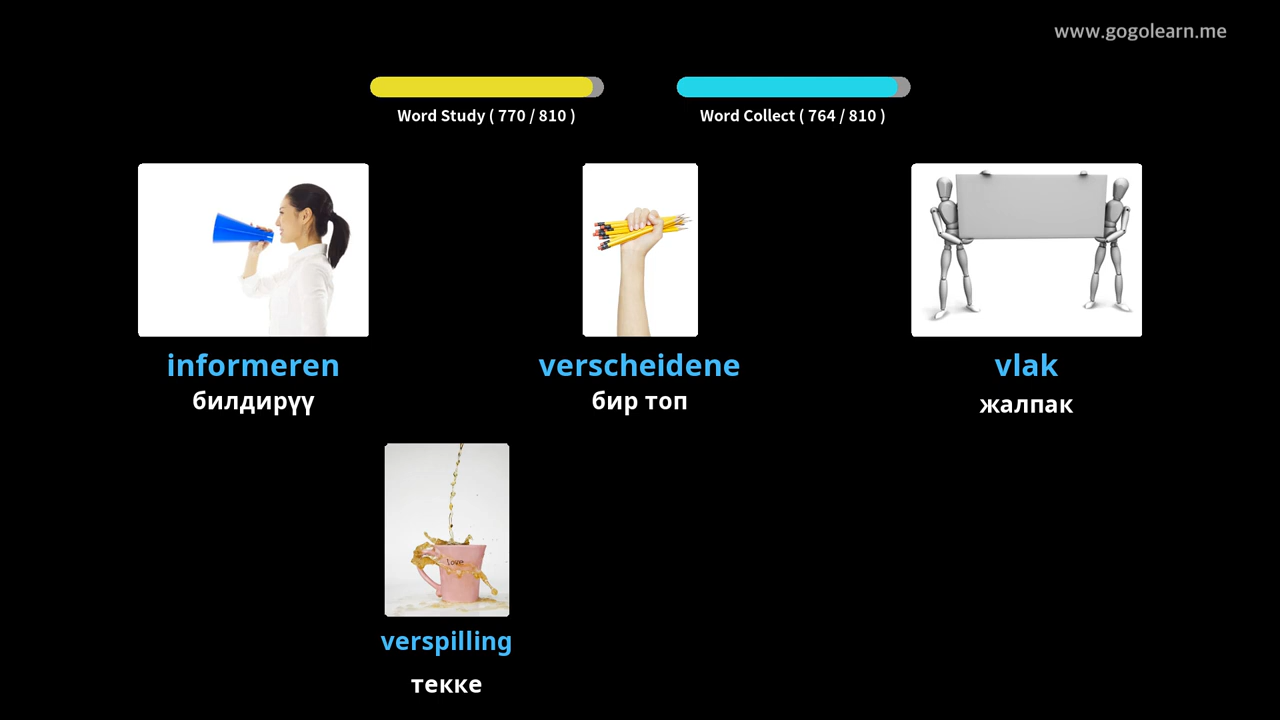 www.gogolearn.me
Word Study ( 770 / 810 )
Word Collect ( 764 / 810 )
informeren
билдирүү
verscheidene
бир топ
vlak
жалпак
love
verspilling
текке